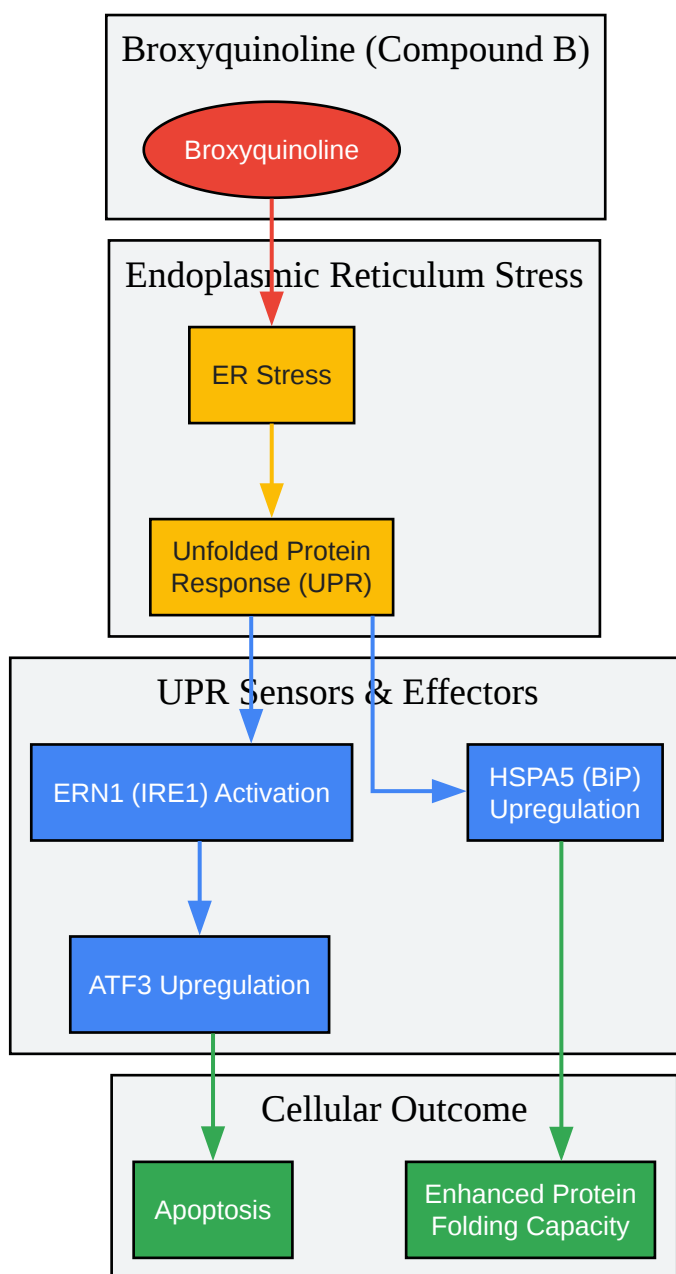 Broxyquinoline (Compound B)
Broxyquinoline
Endoplasmic Reticulum Stress
ER Stress
Unfolded Protein
Response (UPR)
UPR Sensors & Effectors
ERN1 (IRE1) Activation
HSPA5 (BiP)
Upregulation
ATF3 Upregulation
Cellular Outcome
Apoptosis
Enhanced Protein
Folding Capacity